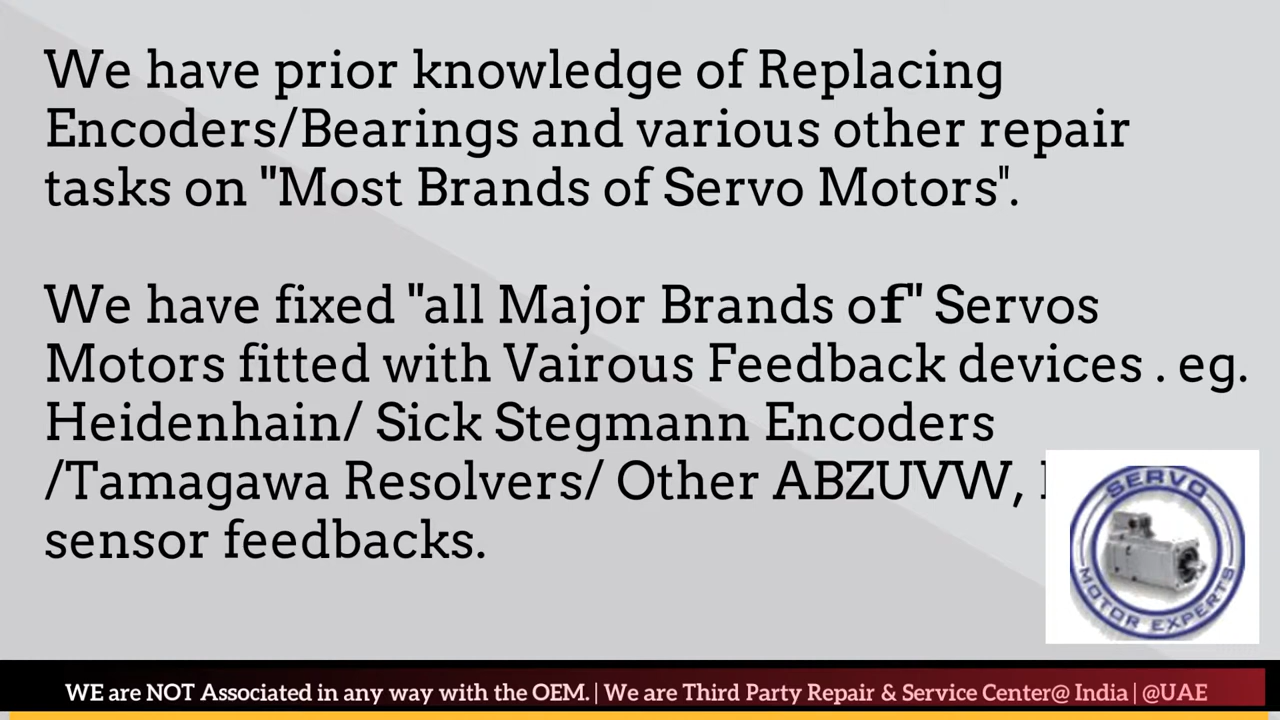 We have prior knowledge of Replacing
Encoders/Bearings and various other repair
tasks on "Most Brands of Servo Motors".
We have fixed "all Major Brands of" Servos
Motors fitted with Vairous Feedback devices . eg.
Heidenhain/ Sick Stegmann Encoders
/Tamagawa Resolvers/ Other ABZUVW,
sensor feedbacks.
SERVO
MOTOR EXPERTS
WE are NOT Associated in any way with the OEM. | We are Third Party Repair & Service Center@ India | @UAE